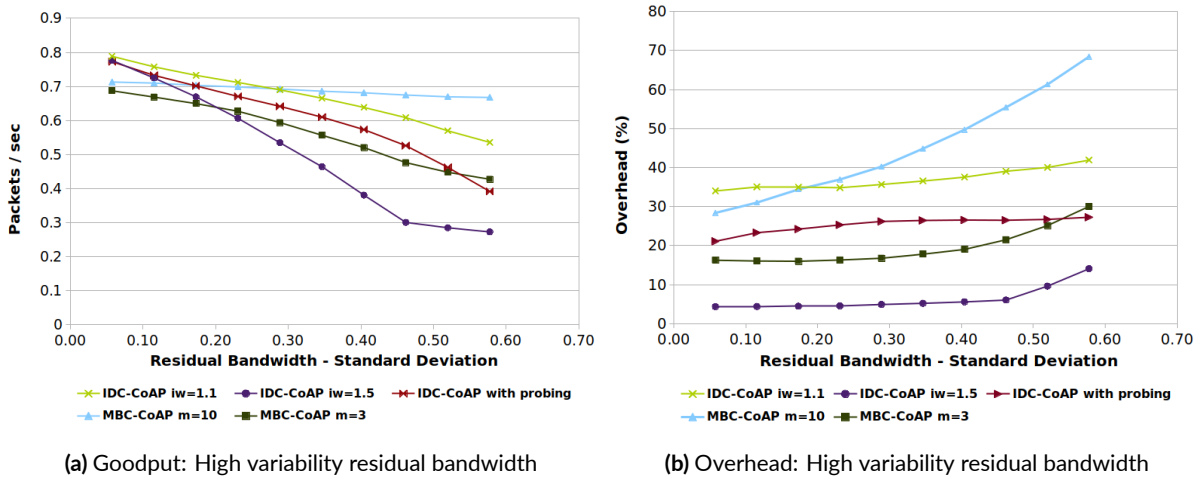 0.9
0.8
0.7
0.6
0.5
0.4
0.3
0.2
0.1
0
Packets / sec
0.00 0.10 0.20 0.30 0.40 0.50 0.60 0.70
Residual Bandwidth - Standard Deviation
IDC-CoAP iw=1.1 IDC-CoAP iw=1.5 IDC-CoAP with probing
MBC-CoAP m=10 MBC-CoAP m=3
(a) Goodput: High variability residual bandwidth
80
70
60
50
40
30
20
10
0
Overhead (%)
0.00 0.10 0.20 0.30 0.40 0.50 0.60 0.70
Residual Bandwidth - Standard Deviation
IDC-CoAP iw=1.1 IDC-CoAP iw=1.5 IDC-CoAP with probing
MBC-CoAP m=10 MBC-CoAP m=3
(b) Overhead: High variability residual bandwidth